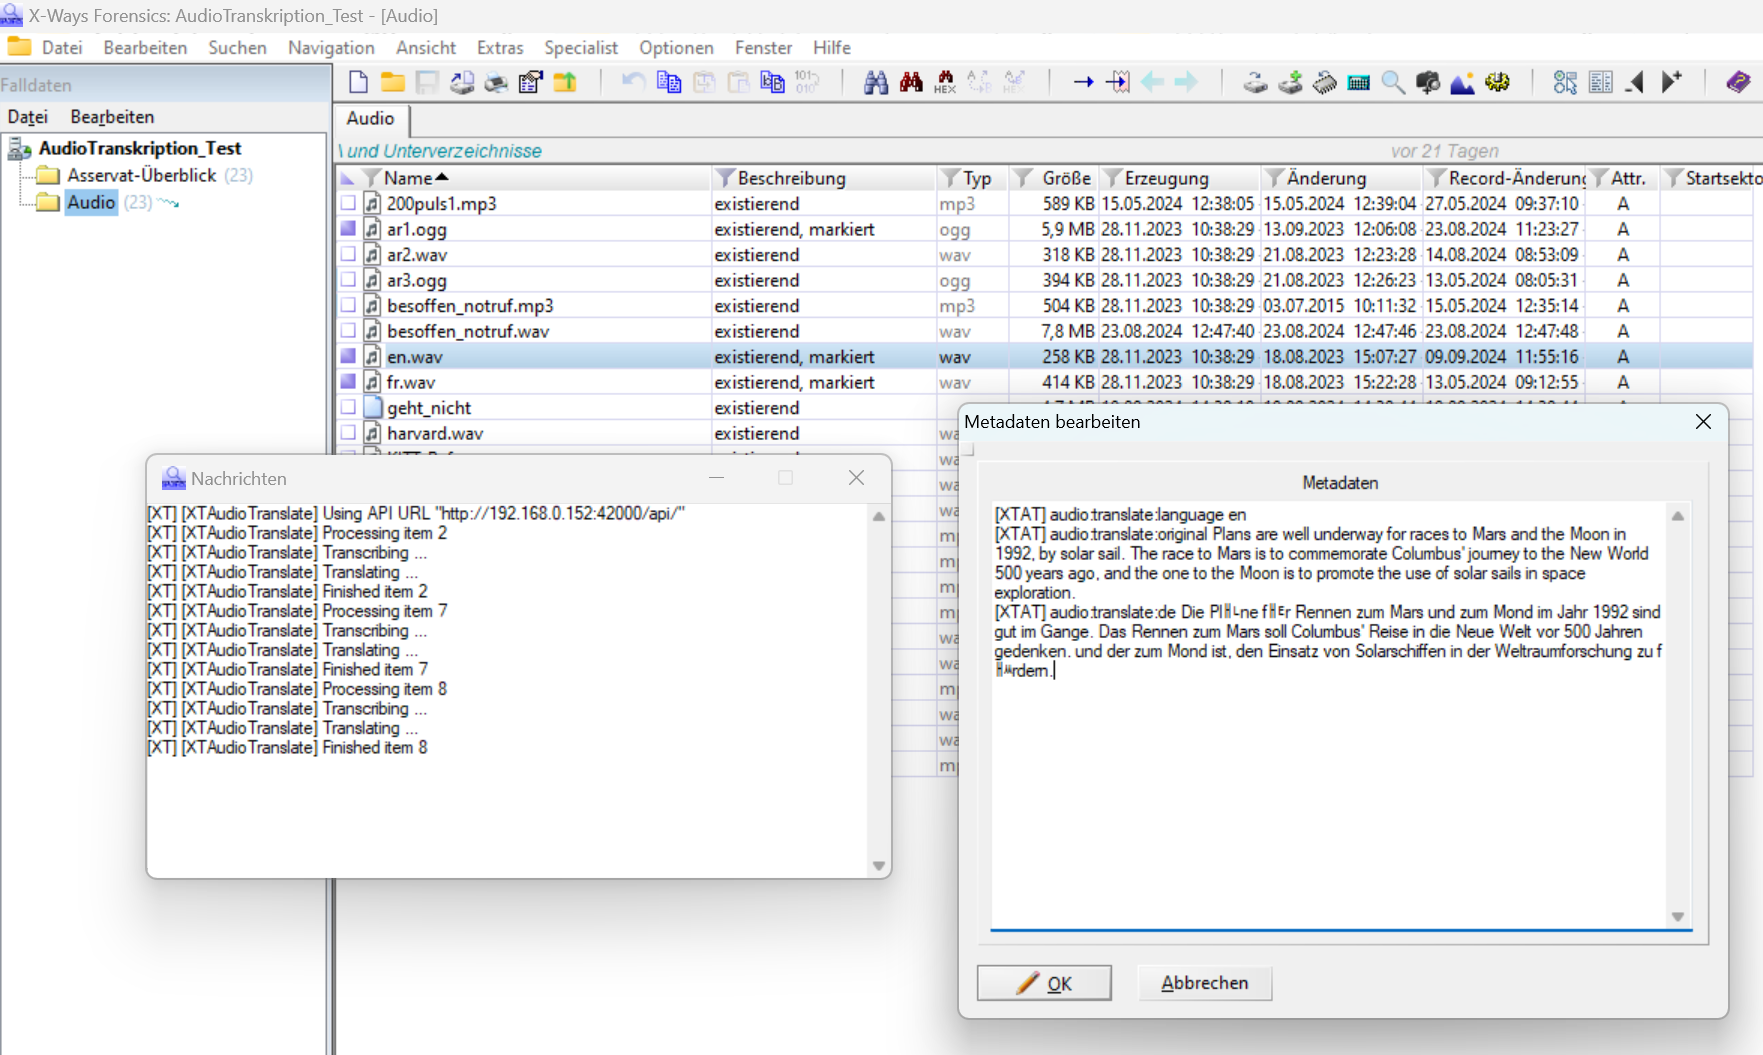 X-Ways Forensics: AudioTranskription_Test - [Audio]
Datei Bearbeiten Suchen Navigation Ansicht Extras Specialist Optionen Fenster Hilfe
Falldaten
Datei Bearbeiten
AudioTranskription_Test
Asservat-Überblick (23)
Audio (23)
Audio
\ und Unterverzeichnisse vor 21 Tagen
Name Beschreibung Typ Größe Erzeugung Änderung Record-Änderung Attr. Startsekto
200puls1.mp3 existierend mp3 589 KB 15.05.2024 12:38:05 15.05.2024 12:39:04 27.05.2024 09:37:10 A
ar1.ogg existierend, markiert ogg 5,9 MB 28.11.2023 10:38:29 13.09.2023 12:06:08 23.08.2024 11:23:27 A
ar2.wav existierend wav 318 KB 28.11.2023 10:38:29 21.08.2023 12:23:28 14.08.2024 08:53:09 A
ar3.ogg existierend ogg 394 KB 28.11.2023 10:38:29 21.08.2023 12:26:23 13.05.2024 08:05:31 A
besoffen_notruf.mp3 existierend mp3 504 KB 28.11.2023 10:38:29 03.07.2015 10:11:32 15.05.2024 12:35:14 A
besoffen_notruf.wav existierend wav 7,8 MB 23.08.2024 12:47:40 23.08.2024 12:47:46 23.08.2024 12:47:48 A
en.wav existierend, markiert wav 258 KB 28.11.2023 10:38:29 18.08.2023 15:07:27 09.09.2024 11:55:16 A
fr.wav existierend, markiert wav 414 KB 28.11.2023 10:38:29 18.08.2023 15:22:28 13.05.2024 09:12:55 A
geht_nicht existierend
harvard.wav existierend
Nachrichten
[XT] [XTAudioTranslate] Using API URL "http://192.168.0.152:42000/api/"
[XT] [XTAudioTranslate] Processing item 2
[XT] [XTAudioTranslate] Transcribing ...
[XT] [XTAudioTranslate] Translating ...
[XT] [XTAudioTranslate] Finished item 2
[XT] [XTAudioTranslate] Processing item 7
[XT] [XTAudioTranslate] Transcribing ...
[XT] [XTAudioTranslate] Translating ...
[XT] [XTAudioTranslate] Finished item 7
[XT] [XTAudioTranslate] Processing item 8
[XT] [XTAudioTranslate] Transcribing ...
[XT] [XTAudioTranslate] Translating ...
[XT] [XTAudioTranslate] Finished item 8
Metadaten bearbeiten
Metadaten
[XTAT] audio:translate:language en
[XTAT] audio:translate:original Plans are well underway for races to Mars and the Moon in
1992, by solar sail. The race to Mars is to commemorate Columbus' journey to the New World
500 years ago, and the one to the Moon is to promote the use of solar sails in space
exploration.
[XTAT] audio:translate:de Die Rennen zum Mars und zum Mond im Jahr 1992 sind
gut im Gange. Das Rennen zum Mars soll Columbus' Reise in die Neue Welt vor 500 Jahren
gedenken. und der zum Mond ist, den Einsatz von Solarschiffen in der Weltraumforschung zu f
rdern.
OK Abbrechen